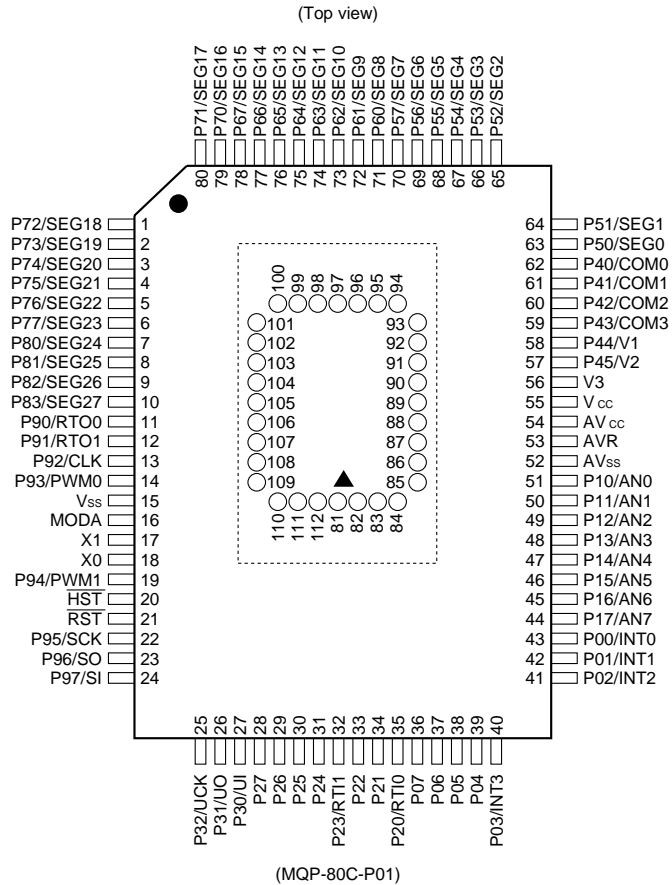 (Top view)
P71/SEG17
P70/SEG16
P67/SEG15
P66/SEG14
P65/SEG13
P64/SEG12
P63/SEG11
P62/SEG10
P61/SEG9
P60/SEG8
P57/SEG7
P56/SEG6
P55/SEG5
P54/SEG4
P53/SEG3
P52/SEG2
80
79
78
77
76
75
74
73
72
71
70
69
68
67
66
65
P72/SEG18 1
P73/SEG19 2
P74/SEG20 3
P75/SEG21 4
P76/SEG22 5
P77/SEG23 6
P80/SEG24 7
P81/SEG25 8
P82/SEG26 9
P83/SEG27 10
P90/RTO0 11
P91/RTO1 12
P92/CLK 13
P93/PWM0 14
Vss 15
MODA 16
X1 17
X0 18
P94/PWM1 19
HST 20
RST 21
P95/SCK 22
P96/SO 23
P97/SI 24
100
99
98
97
96
95
94
101
102
103
104
105
106
107
108
109
93
92
91
90
89
88
87
86
85
110
111
112
81
82
83
84
64 P51/SEG1
63 P50/SEG0
62 P40/COM0
61 P41/COM1
60 P42/COM2
59 P43/COM3
58 P44/V1
57 P45/V2
56 V3
55 Vcc
54 AVcc
53 AVR
52 AVss
51 P10/AN0
50 P11/AN1
49 P12/AN2
48 P13/AN3
47 P14/AN4
46 P15/AN5
45 P16/AN6
44 P17/AN7
43 P00/INT0
42 P01/INT1
41 P02/INT2
25
26
27
28
29
30
31
32
33
34
35
36
37
38
39
40
P32/UCK
P31/UO
P30/UI
P27
P26
P25
P24
P23/RTI1
P22
P21
P20/RTI0
P07
P06
P05
P04
P03/INT3
(MQP-80C-P01)